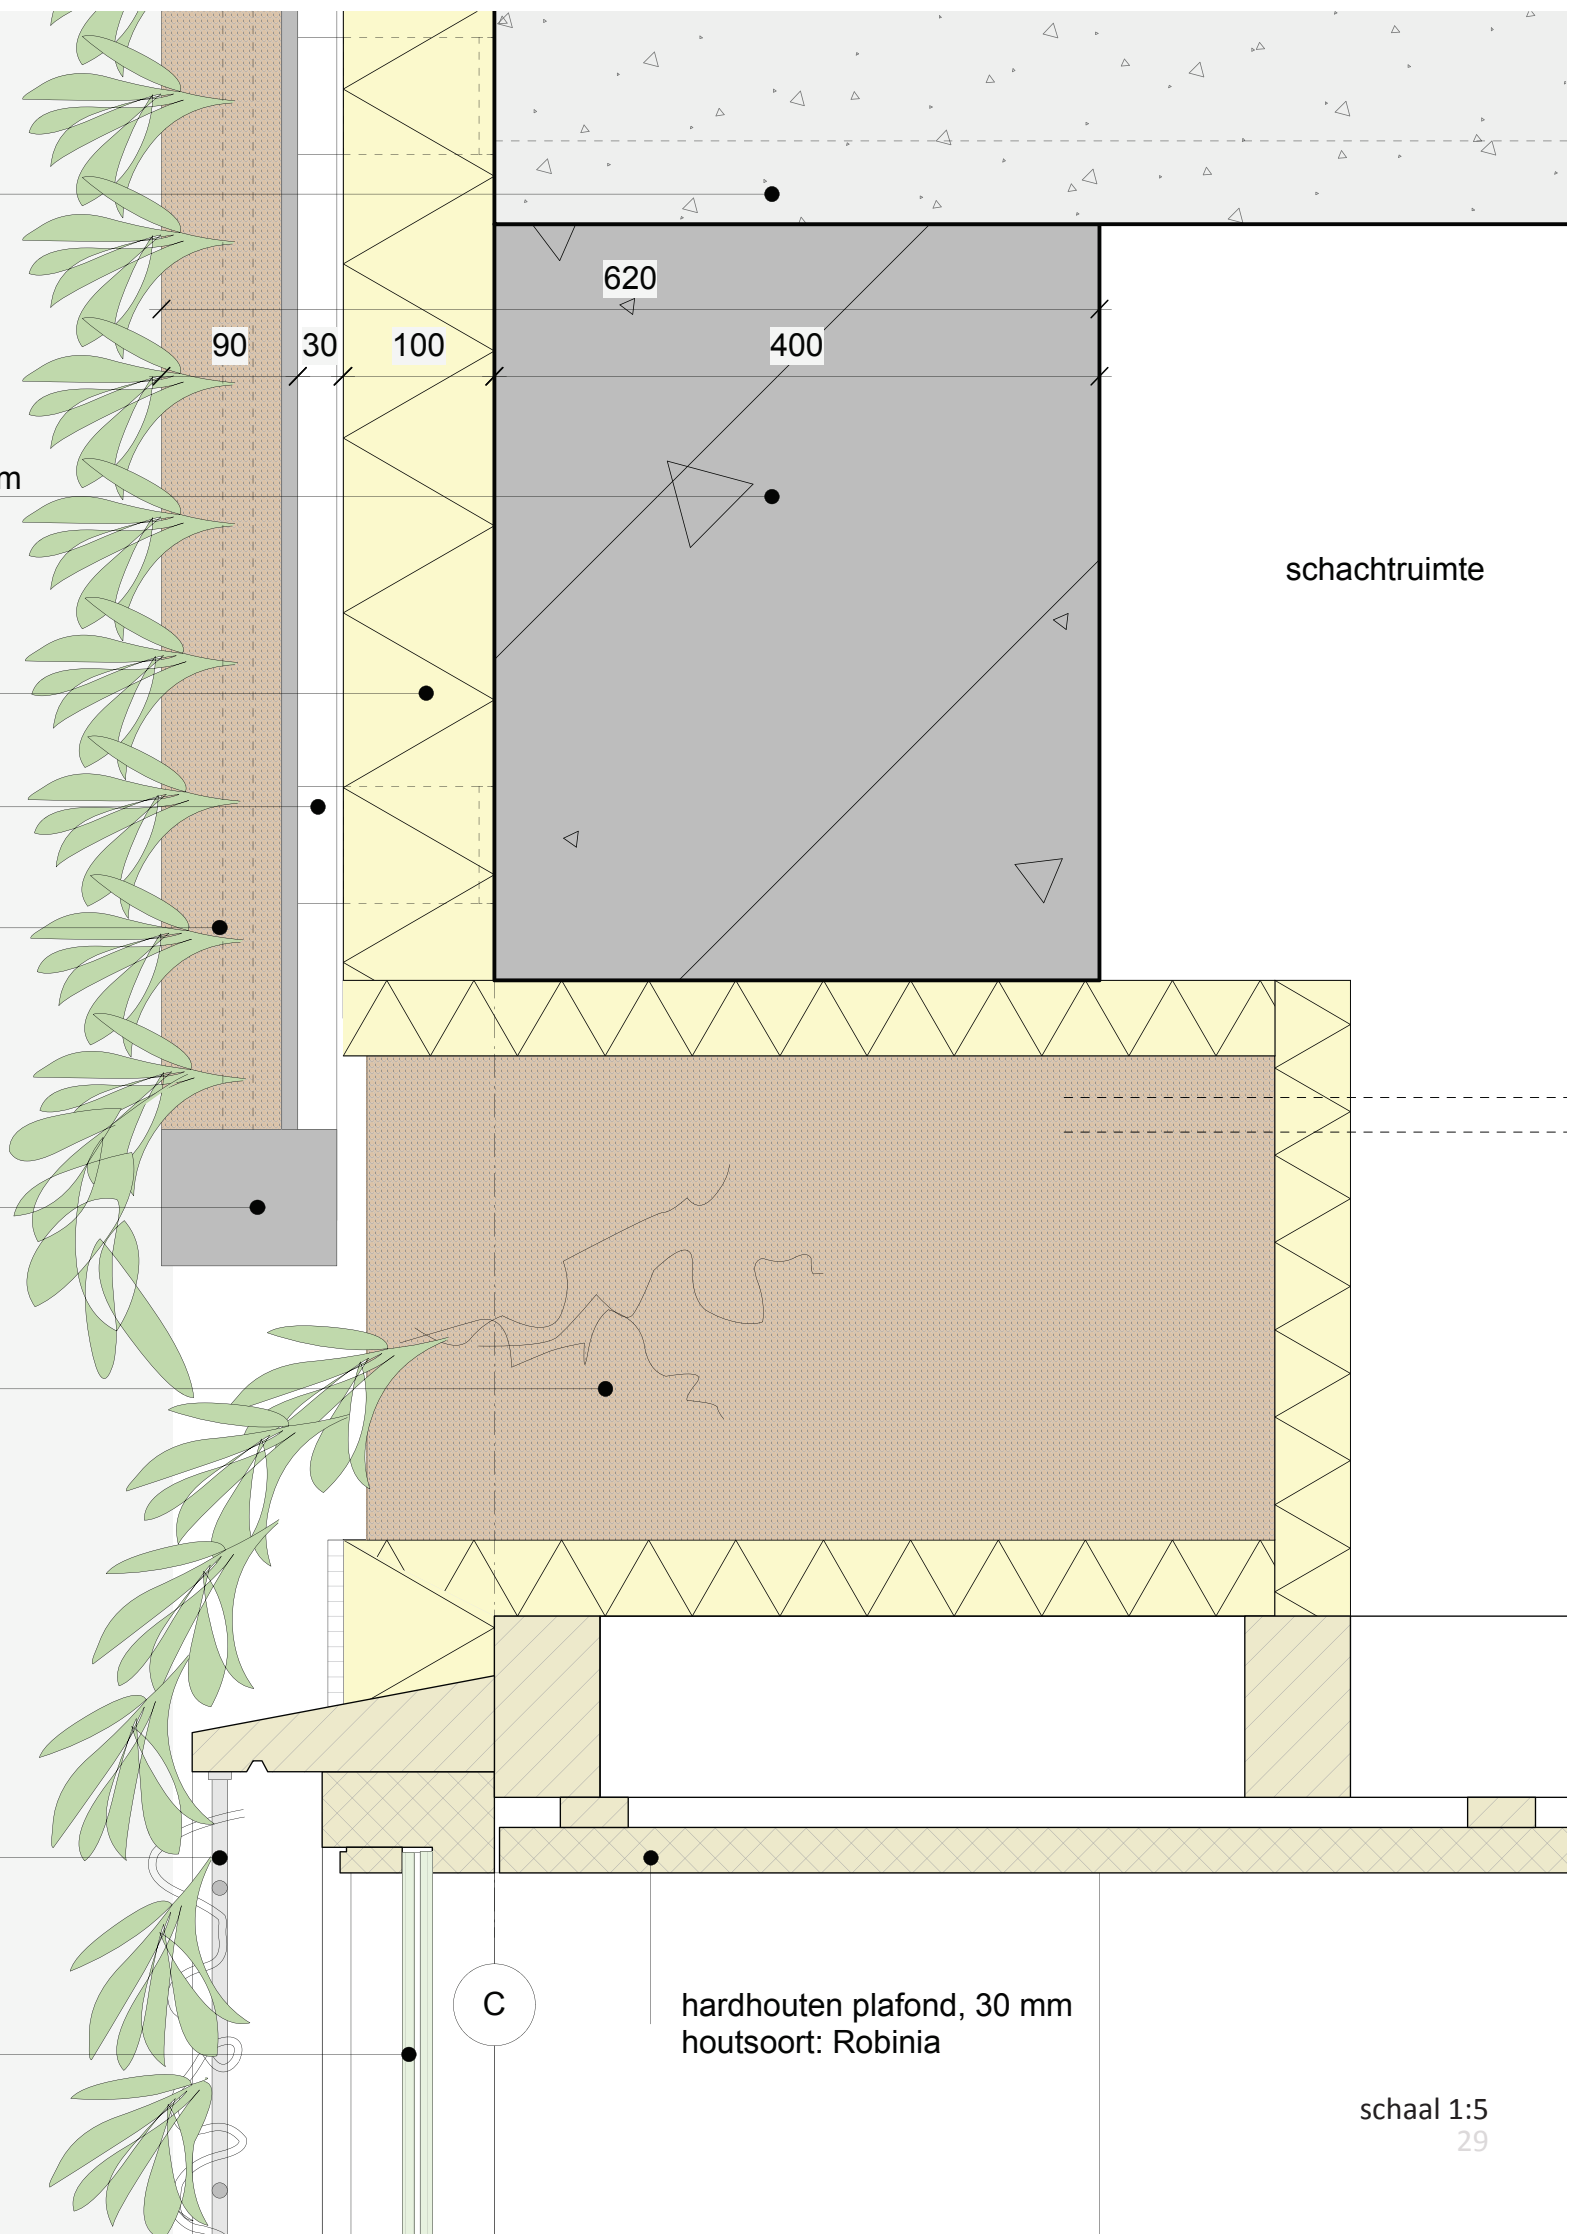 620
90 30 100 400
m
schachtruimte
C
hardhouten plafond, 30 mm
houtsoort: Robinia
schaal 1:5
29